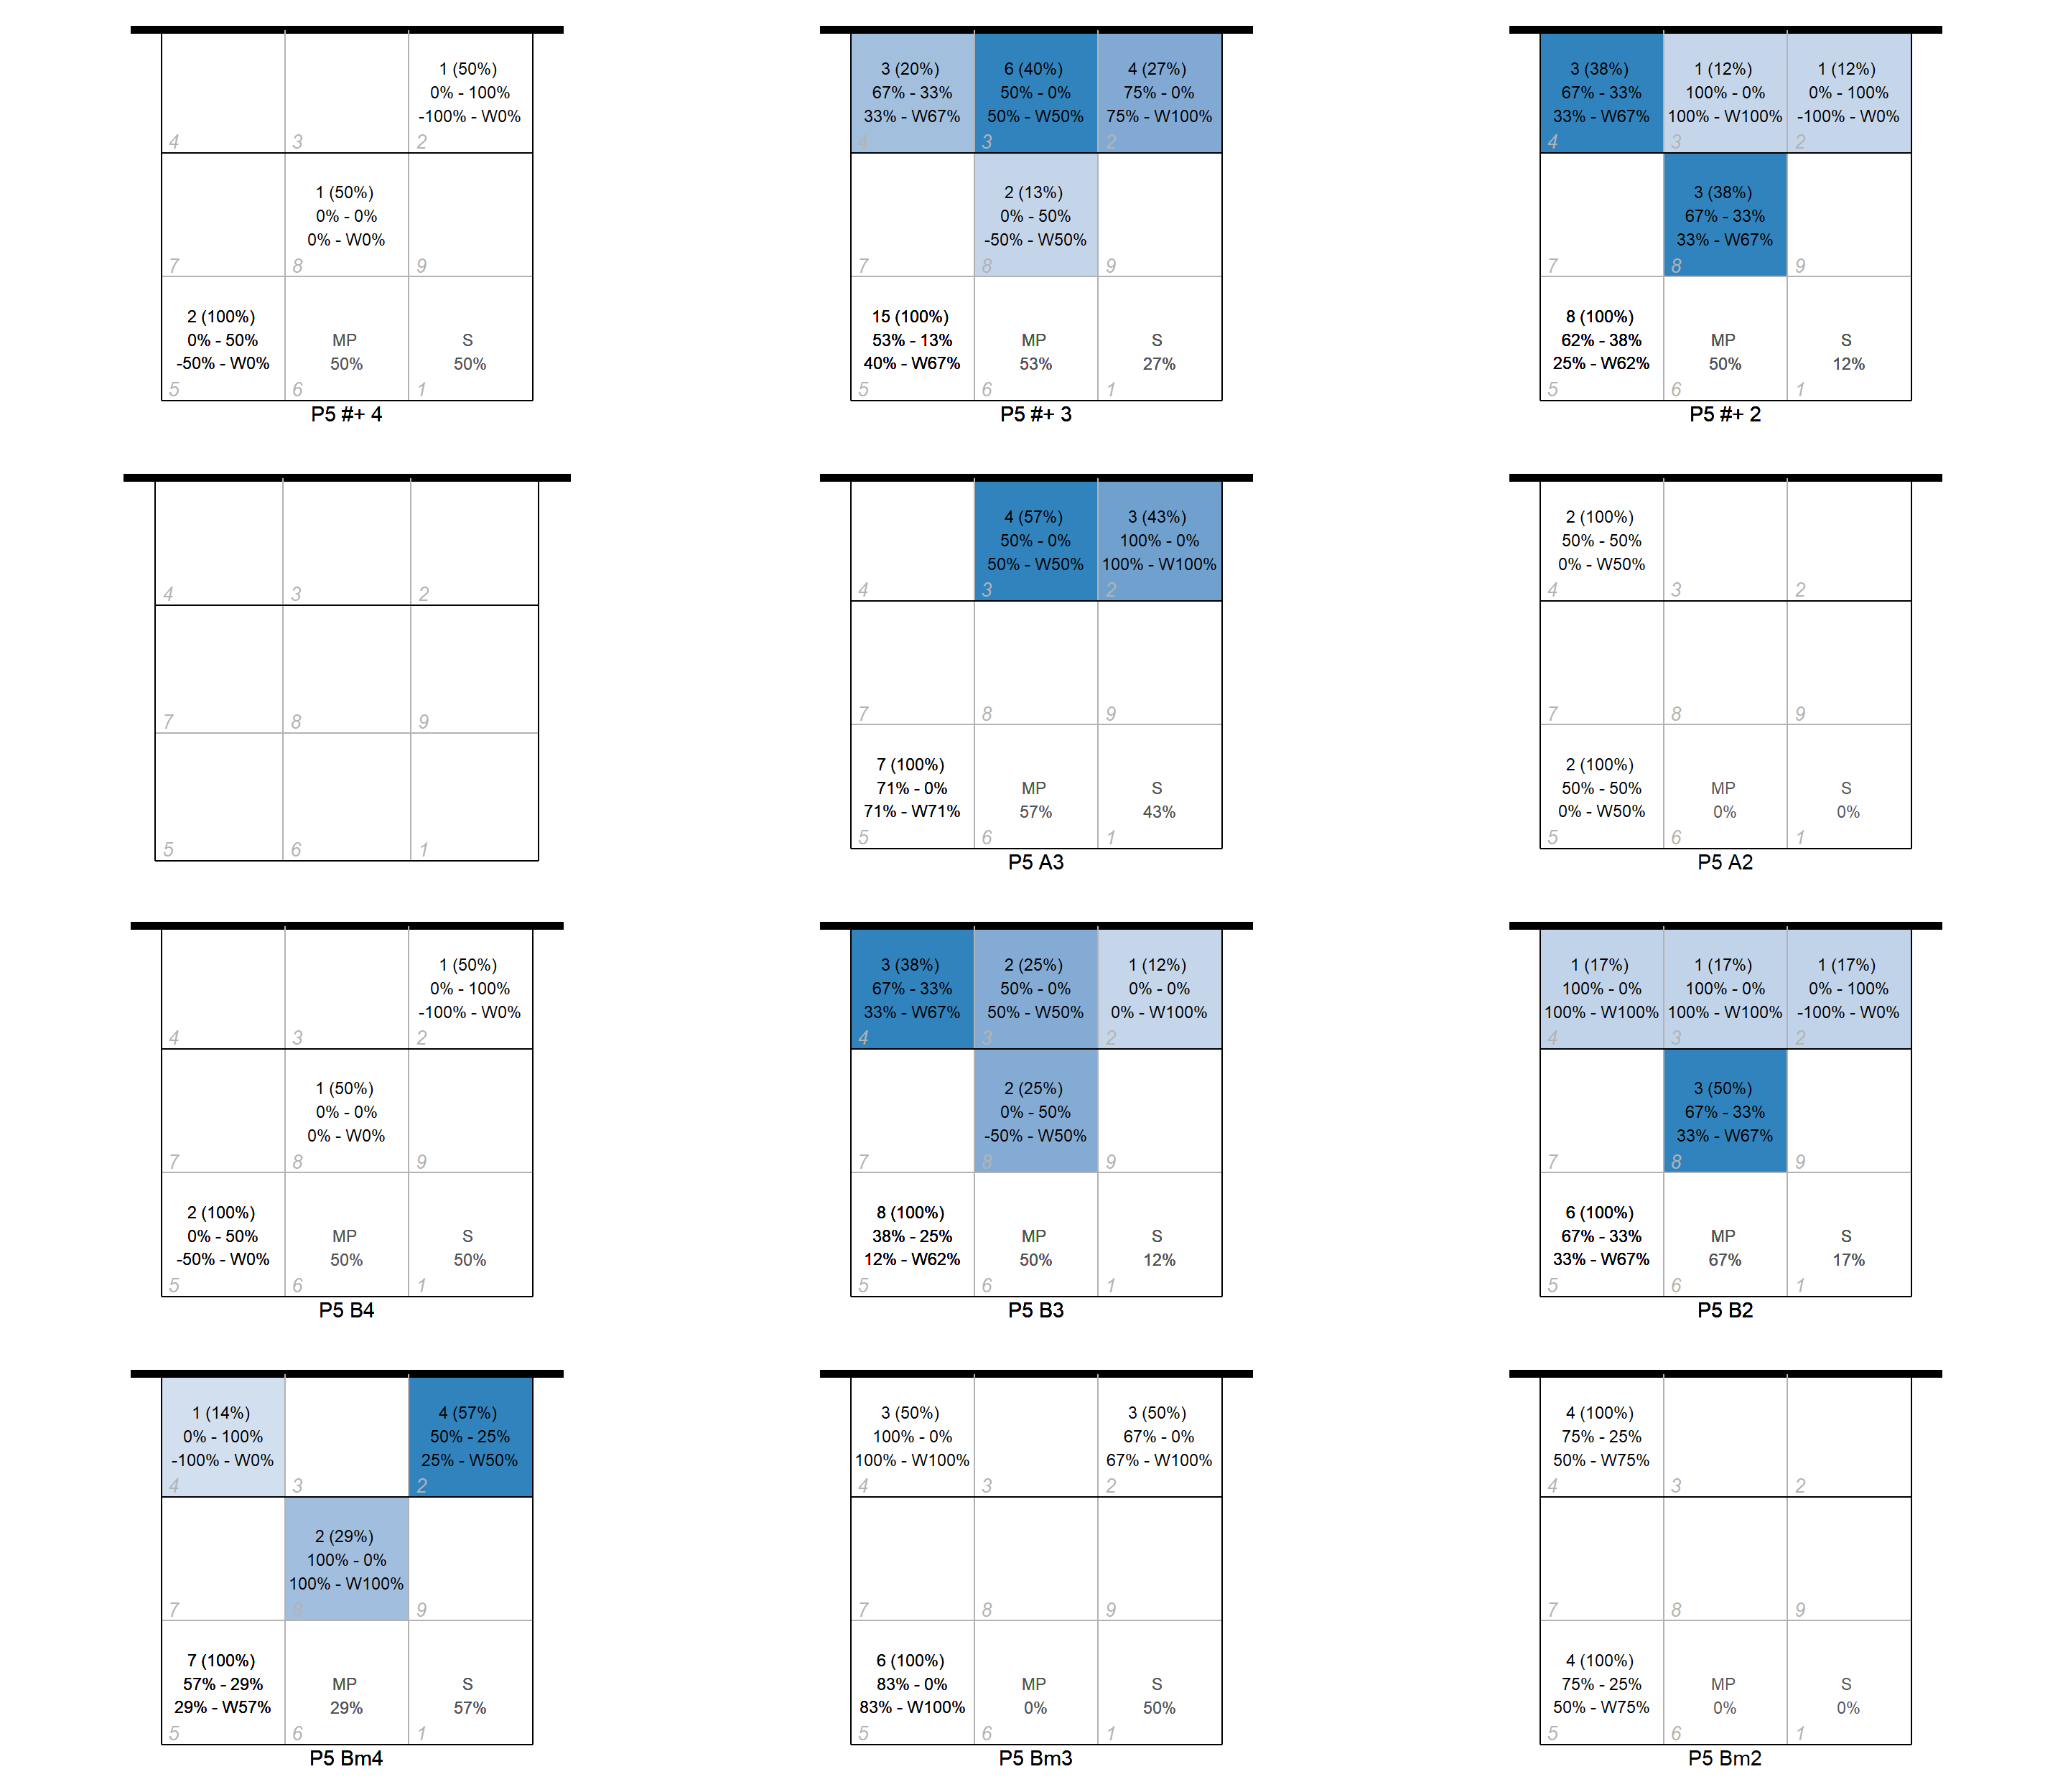 1 (50%)
0% - 100%
-100% - W0%
4
3
2
1 (50%)
0% - 0%
0% - W0%
7
8
9
2 (100%)
0% - 50%
-50% - W0%
MP
50%
S
50%
5
6
1
P5 #+ 4
3 (20%)
67% - 33%
33% - W67%
4
6 (40%)
50% - 0%
50% - W50%
3
4 (27%)
75% - 0%
75% - W100%
2
2 (13%)
0% - 50%
-50% - W50%
7
8
9
15 (100%)
53% - 13%
40% - W67%
MP
53%
S
27%
5
6
1
P5 #+ 3
3 (38%)
67% - 33%
33% - W67%
4
1 (12%)
100% - 0%
100% - W100%
3
1 (12%)
0% - 100%
-100% - W0%
2
3 (38%)
67% - 33%
33% - W67%
7
8
9
8 (100%)
62% - 38%
25% - W62%
MP
50%
S
12%
5
6
1
P5 #+ 2
4
3
2
7
8
9
5
6
1
4 (57%)
50% - 0%
50% - W50%
3 (43%)
100% - 0%
100% - W100%
4
3
2
7
8
9
7 (100%)
71% - 0%
71% - W71%
MP
57%
S
43%
5
6
1
P5 A3
2 (100%)
50% - 50%
0% - W50%
4
3
2
7
8
9
2 (100%)
50% - 50%
0% - W50%
MP
0%
S
0%
5
6
1
P5 A2
1 (50%)
0% - 100%
-100% - W0%
4
3
2
1 (50%)
0% - 0%
0% - W0%
7
8
9
2 (100%)
0% - 50%
-50% - W0%
MP
50%
S
50%
5
6
1
P5 B4
3 (38%)
67% - 33%
33% - W67%
4
2 (25%)
50% - 0%
50% - W50%
3
1 (12%)
0% - 0%
0% - W100%
2
2 (25%)
0% - 50%
-50% - W50%
7
8
9
8 (100%)
38% - 25%
12% - W62%
MP
50%
S
12%
5
6
1
P5 B3
1 (17%)
100% - 0%
100% - W100%
4
1 (17%)
100% - 0%
100% - W100%
3
1 (17%)
0% - 100%
-100% - W0%
2
3 (50%)
67% - 33%
33% - W67%
7
8
9
6 (100%)
67% - 33%
33% - W67%
MP
67%
S
17%
5
6
1
P5 B2
1 (14%)
0% - 100%
-100% - W0%
4
3
4 (57%)
50% - 25%
25% - W50%
2
2 (29%)
100% - 0%
100% - W100%
7
8
9
7 (100%)
57% - 29%
29% - W57%
MP
29%
S
57%
5
6
1
P5 Bm4
3 (50%)
100% - 0%
100% - W100%
4
3
3 (50%)
67% - 0%
67% - W100%
2
7
8
9
6 (100%)
83% - 0%
83% - W100%
MP
0%
S
50%
5
6
1
P5 Bm3
4 (100%)
75% - 25%
50% - W75%
4
3
2
7
8
9
4 (100%)
75% - 25%
50% - W75%
MP
0%
S
0%
5
6
1
P5 Bm2